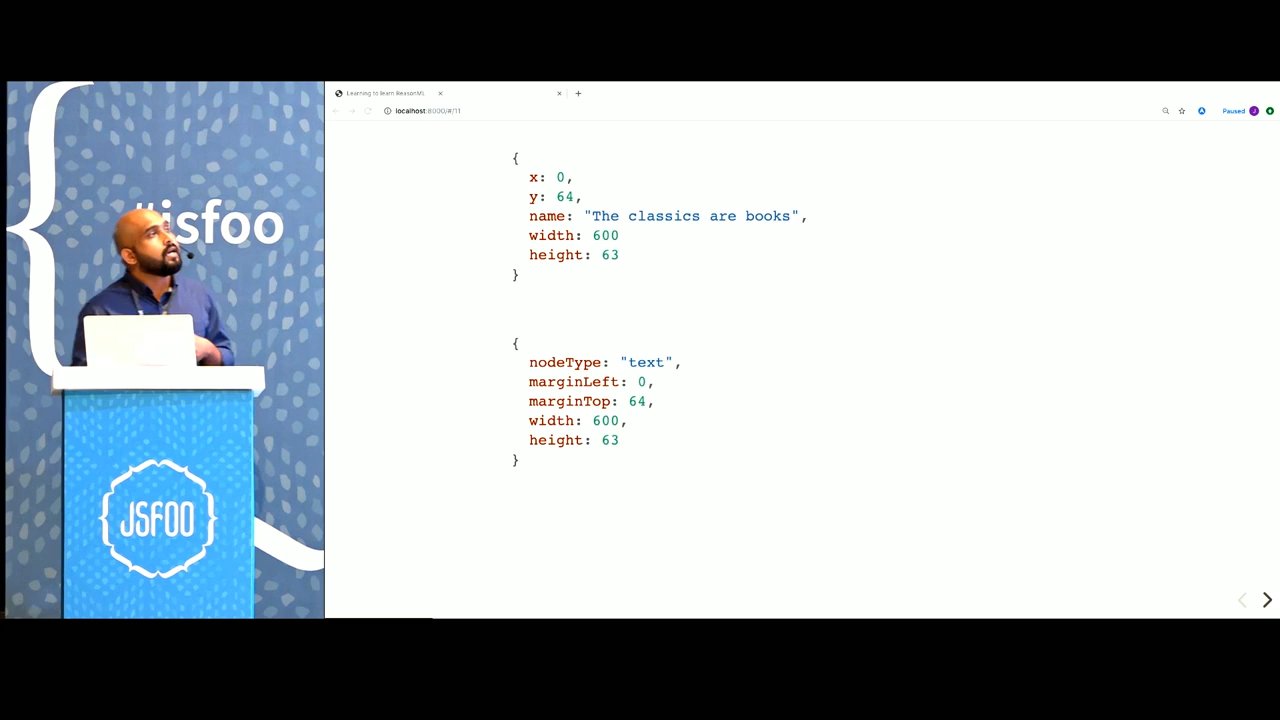 #jsfoo
JSFOO
Learning to learn ReasonML
localhost:8000/#/11
Paused
J
{
x: 0,
y: 64,
name: "The classics are books",
width: 600
height: 63
}
{
nodeType: "text",
marginLeft: 0,
marginTop: 64,
width: 600,
height: 63
}